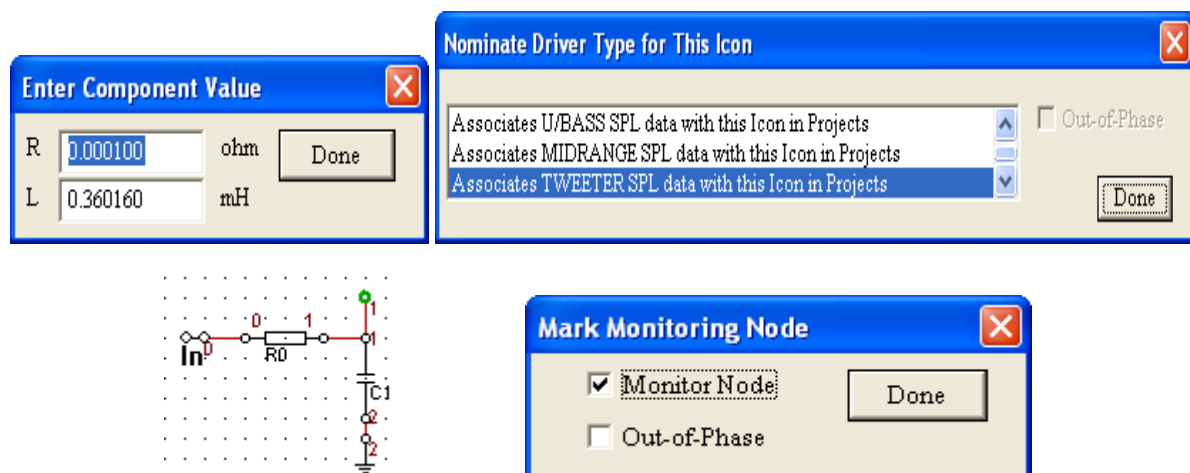 Enter Component Value
R 0.000100 ohm Done
L 0.360160 mH
Nominate Driver Type for This Icon
Associates U/BASS SPL data with this Icon in Projects
Out-of-Phase
Associates MIDRANGE SPL data with this Icon in Projects
Associates TWEETER SPL data with this Icon in Projects
Done
1
0 1 1
In 0 R0
C1
2
2
Mark Monitoring Node
Monitor Node Done
Out-of-Phase